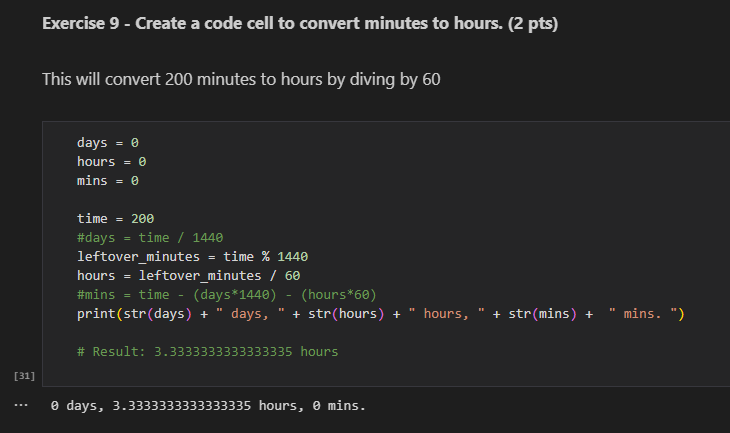 Exercise 9 - Create a code cell to convert minutes to hours. (2 pts)
This will convert 200 minutes to hours by diving by 60
days = 0
hours = 0
mins = 0
time = 200
#days = time / 1440
leftover_minutes = time % 1440
hours = leftover_minutes / 60
#mins = time - (days*1440) - (hours*60)
print(str(days) + " days, " + str(hours) + " hours, " + str(mins) +  " mins. ")
# Result: 3.3333333333333335 hours
[31]
... 0 days, 3.3333333333333335 hours, 0 mins.